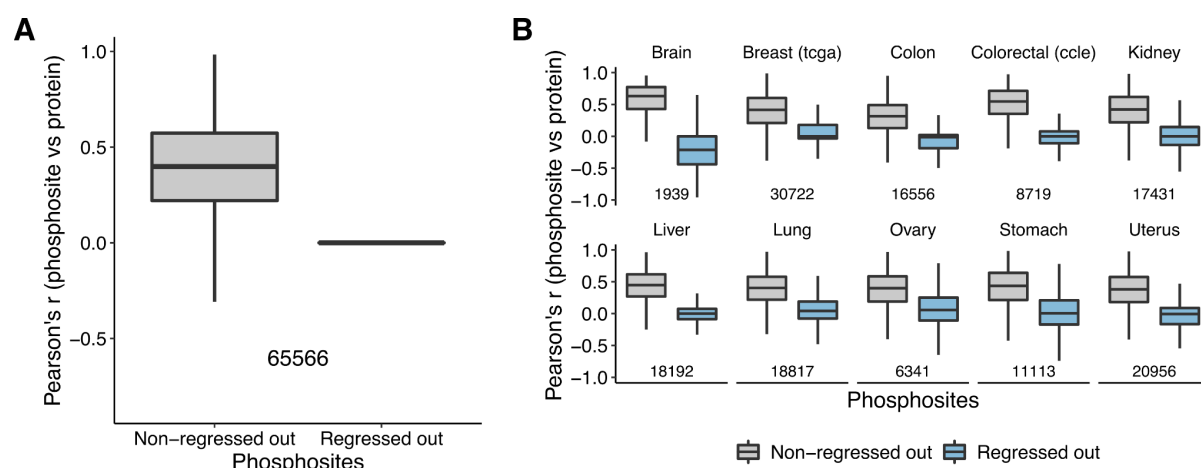 A
Pearson's r (phosphosite vs protein)
1.0
0.5
0.0
−0.5
65566
Non−regressed out Regressed out
Phosphosites
B
Pearson's r (phosphosite vs protein)
Brain Breast (tcga) Colon Colorectal (ccle) Kidney
1.0
0.5
0.0
−0.5
−1.0
1939 30722 16556 8719 17431
Liver Lung Ovary Stomach Uterus
1.0
0.5
0.0
−0.5
−1.0
18192 18817 6341 11113 20956
Phosphosites
Non−regressed out Regressed out